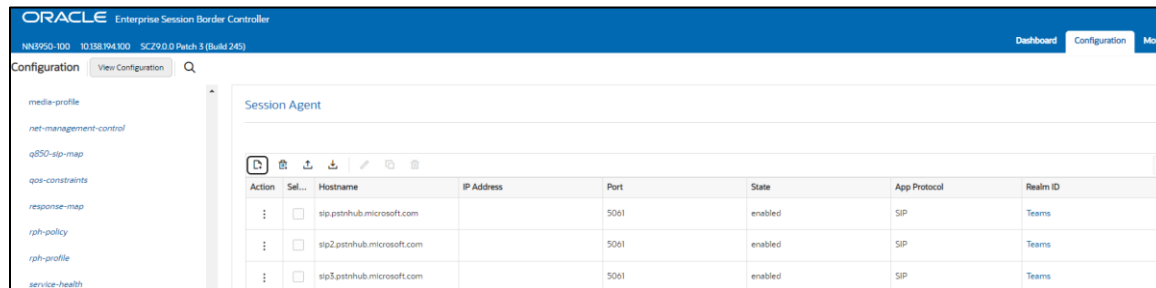 ORACLE Enterprise Session Border Controller
NN3950-100 10.138.194.100 SCZ9.0.0 Patch 3 (Build 245)
Dashboard Configuration Mo
Configuration View Configuration
media-profile
net-management-control
q850-sip-map
qos-constraints
response-map
rph-policy
rph-profile
service-health
Session Agent
Action Sel... Hostname IP Address Port State App Protocol Realm ID
sip.pstnhub.microsoft.com 5061 enabled SIP Teams
sip2.pstnhub.microsoft.com 5061 enabled SIP Teams
sip3.pstnhub.microsoft.com 5061 enabled SIP Teams